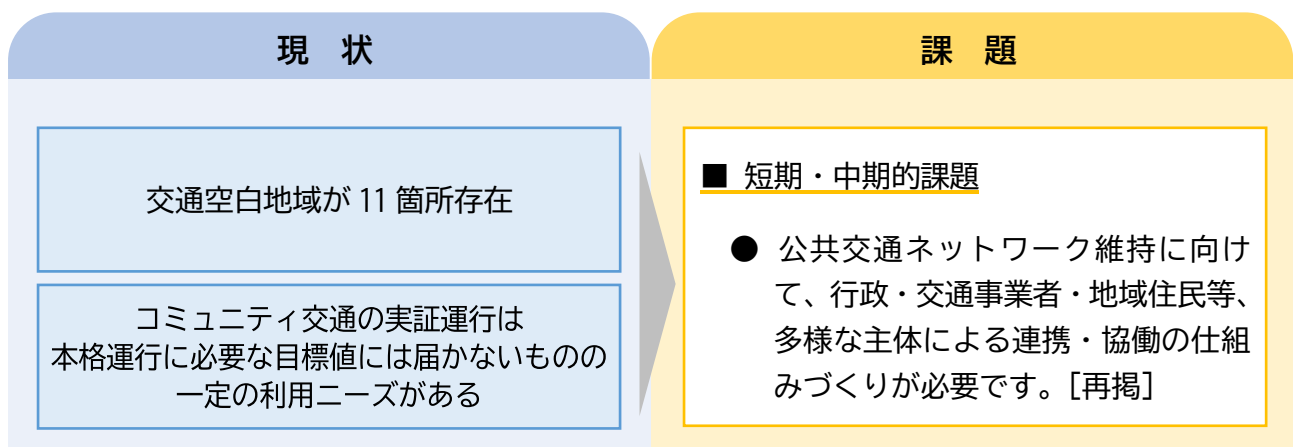 現 状
交通空白地域が 11 箇所存在
コミュニティ交通の実証運行は
本格運行に必要な目標値には届かないものの
一定の利用ニーズがある
課 題
■ 短期・中期的課題
● 公共交通ネットワーク維持に向け
て、行政・交通事業者・地域住民等、
多様な主体による連携・協働の仕組
みづくりが必要です。[再掲]